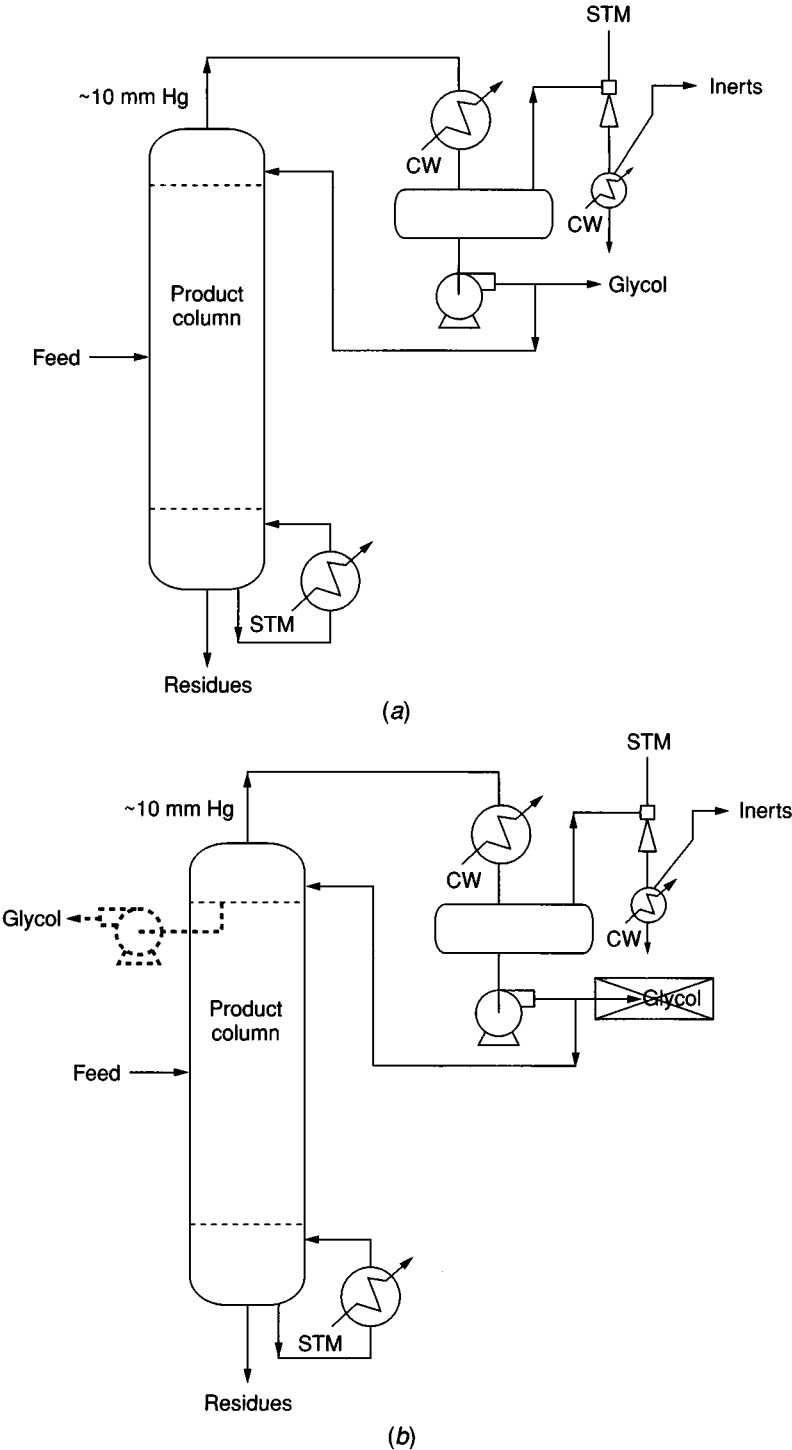 STM
~10 mm Hg
Inerts
CW
CW
Glycol
Product
column
Feed
STM
Residues
(a)
STM
~10 mm Hg
Inerts
CW
CW
Glycol
Glycol
Product
column
Feed
STM
Residues
(b)